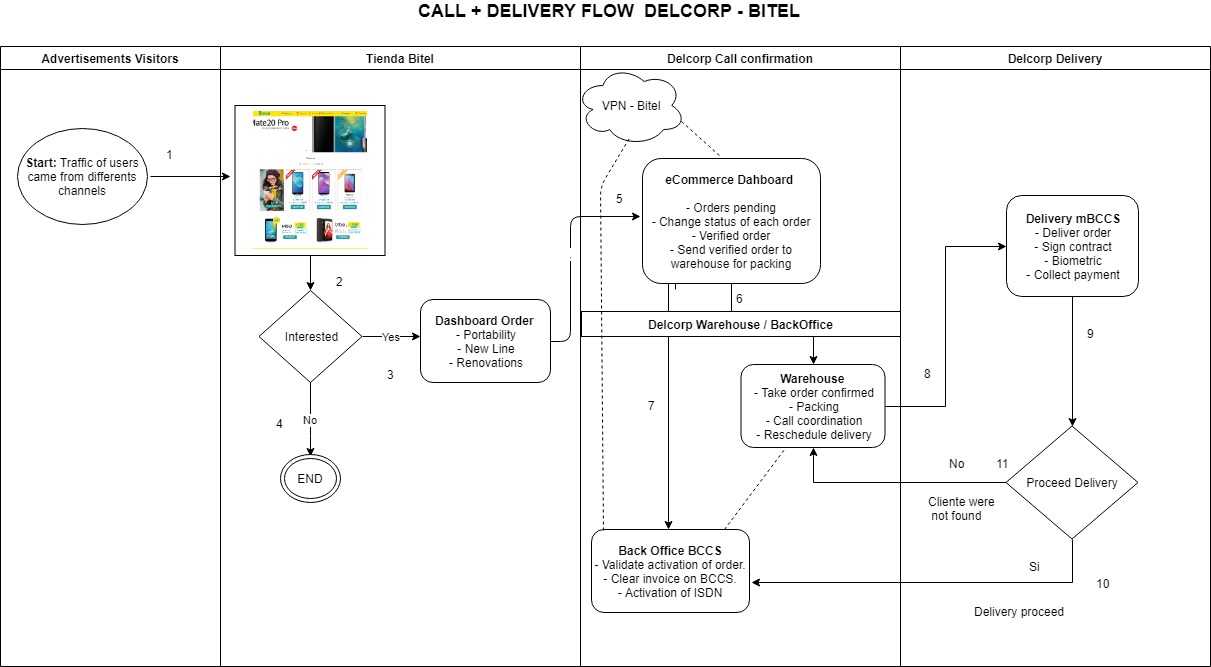 CALL + DELIVERY FLOW DELCORP - BITEL
Advertisements Visitors
Tienda Bitel
Delcorp Call confirmation
Delcorp Delivery
Start: Traffic of users
came from differents
channels
1
Mate20 Pro
2
Interested
Yes
3
No
4
END
Dashboard Order
- Portability
- New Line
- Renovations
VPN - Bitel
5
eCommerce Dahboard
- Orders pending
- Change status of each order
- Verified order
- Send verified order to
warehouse for packing
6
Delcorp Warehouse / BackOffice
7
Warehouse
- Take order confirmed
- Packing
- Call coordination
- Reschedule delivery
8
Back Office BCCS
- Validate activation of order.
- Clear invoice on BCCS.
- Activation of ISDN
Delivery mBCCS
- Deliver order
- Sign contract
- Biometric
- Collect payment
9
Proceed Delivery
No
11
Cliente were
not found
Si
10
Delivery proceed